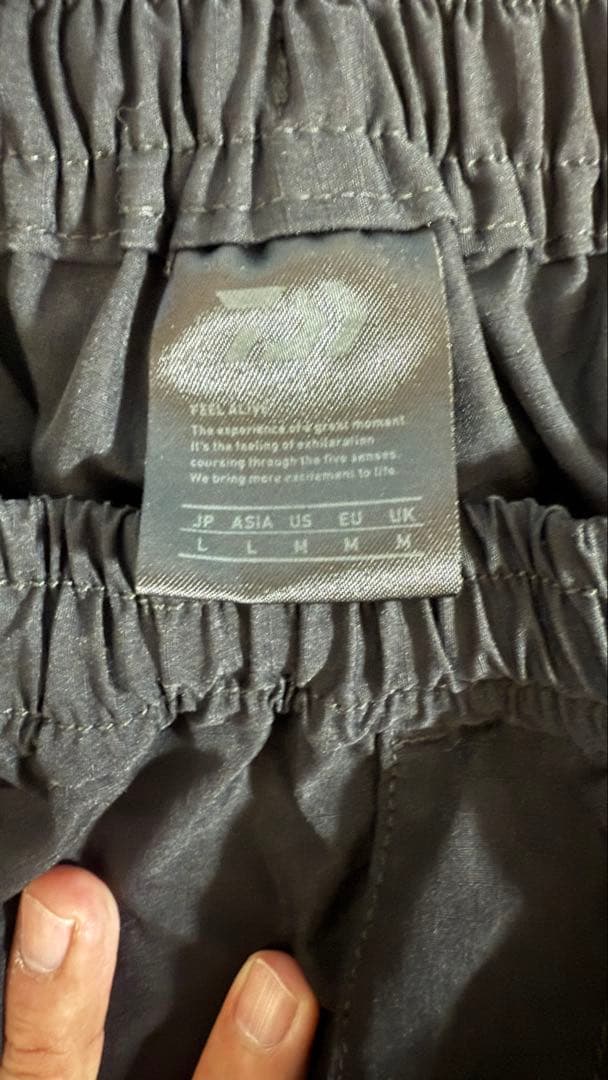 FEEL ALIVE.
The experience of a great moment.
It's the feeling of exhilaration
coursing through the five senses.
We bring more excitement to life.
JP ASIA US EU UK
L L M M M